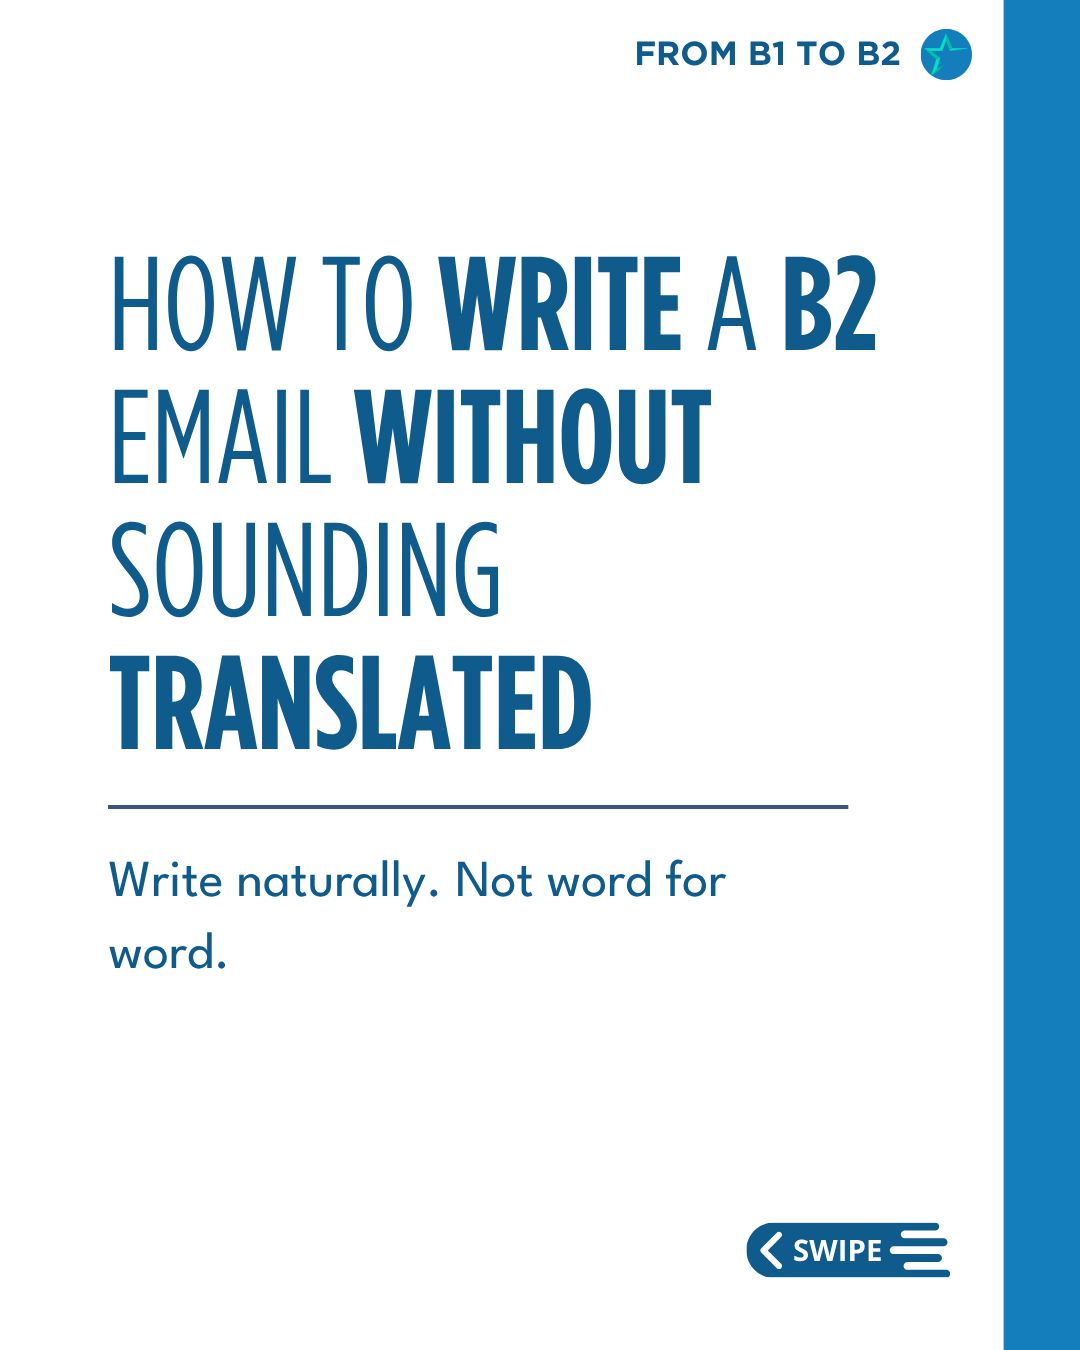 FROM B1 TO B2
HOW TO WRITE A B2
EMAIL WITHOUT
SOUNDING
TRANSLATED
Write naturally. Not word for
word.
SWIPE